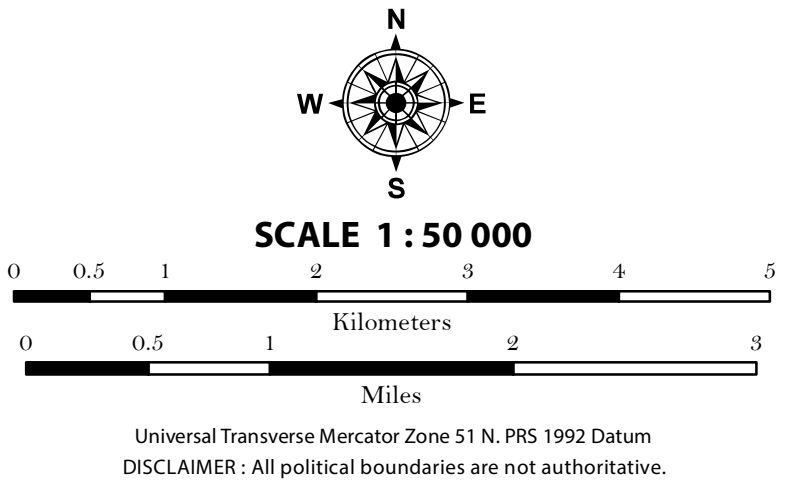 N
W E
S
SCALE 1 : 50 000
0 0.5 1 2 3 4 5
Kilometers
0 0.5 1 2 3
Miles
Universal Transverse Mercator Zone 51 N. PRS 1992 Datum
DISCLAIMER : All political boundaries are not authoritative.